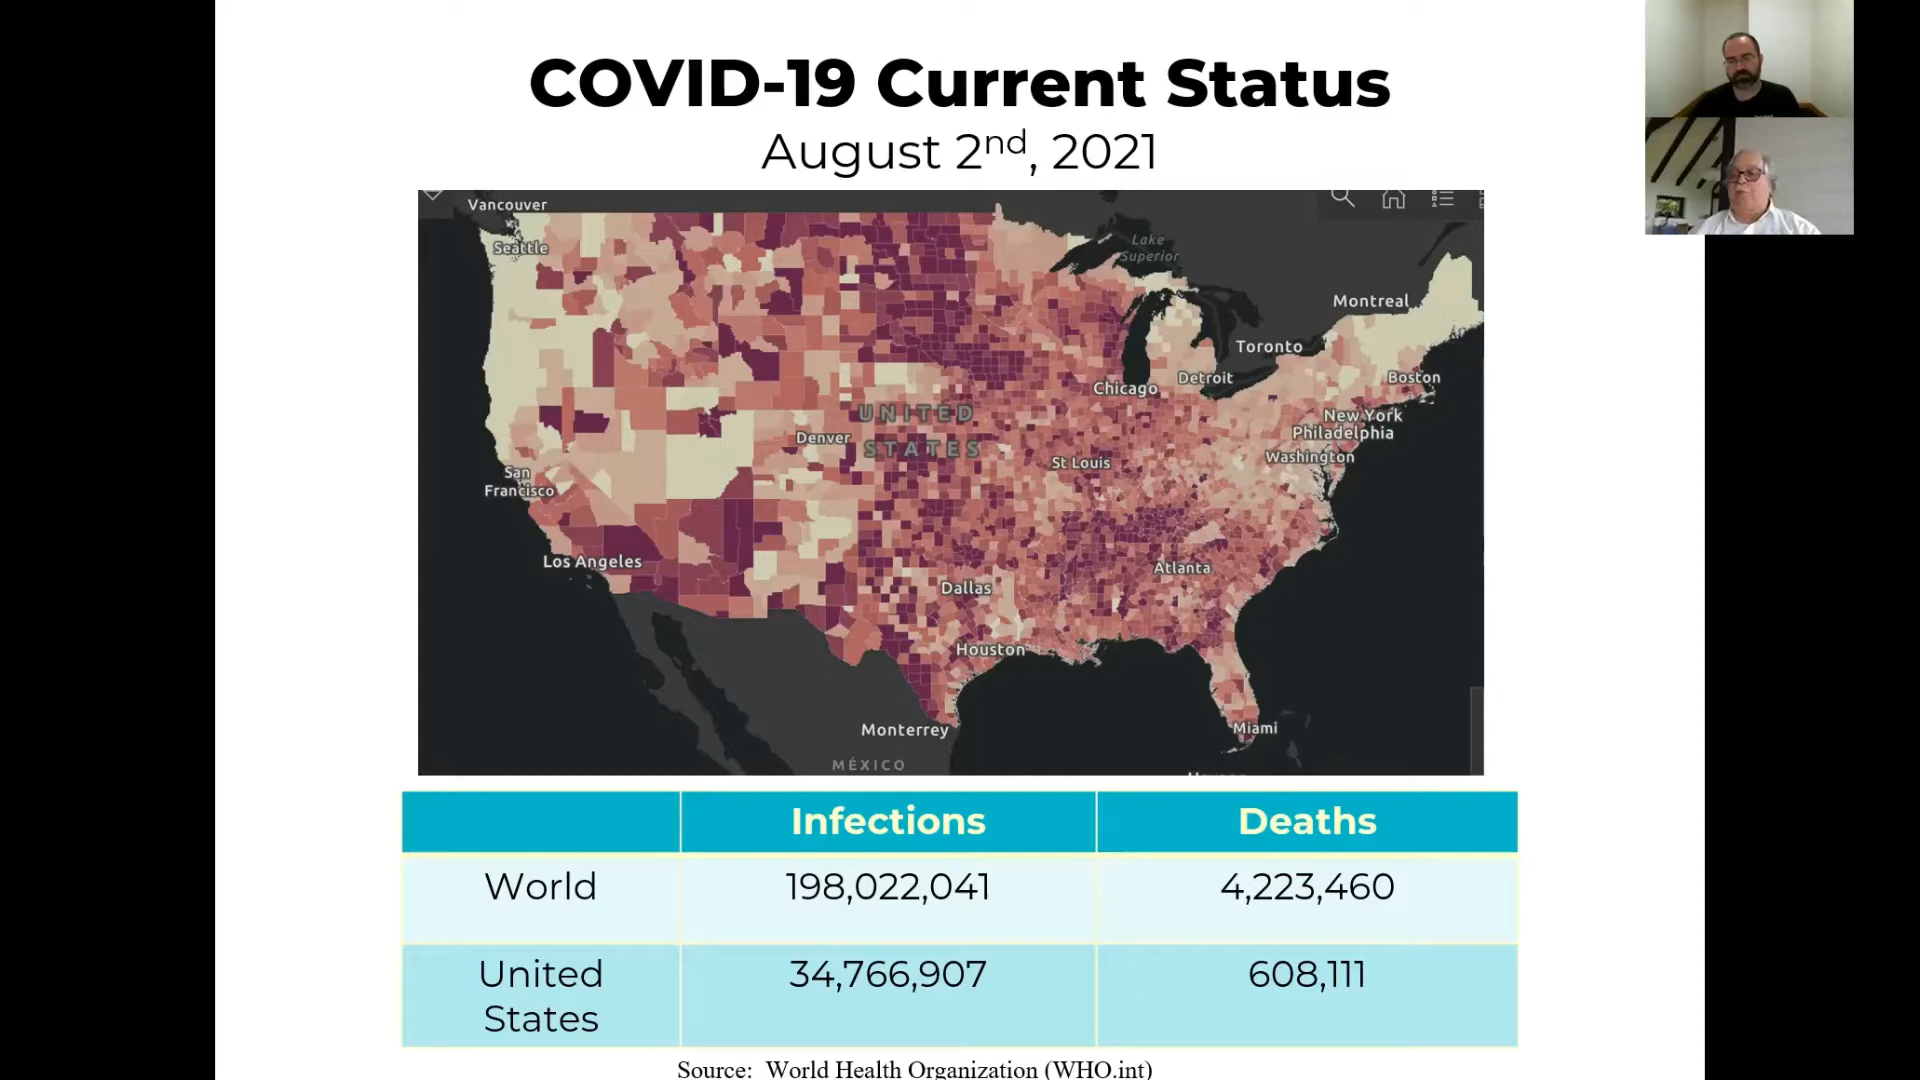 COVID-19 Current Status
August 2nd, 2021
Vancouver
Seattle
Lake
Superior
Montreal
Toronto
Chicago
Detroit
Boston
UNITED
STATES
New York
Philadelphia
Denver
Washington
St Louis
San
Francisco
Los Angeles
Atlanta
Dallas
Houston
Monterrey
Miami
MÉXICO
Infections Deaths
World 198,022,041 4,223,460
United 34,766,907 608,111
States
Source: World Health Organization (WHO.int)